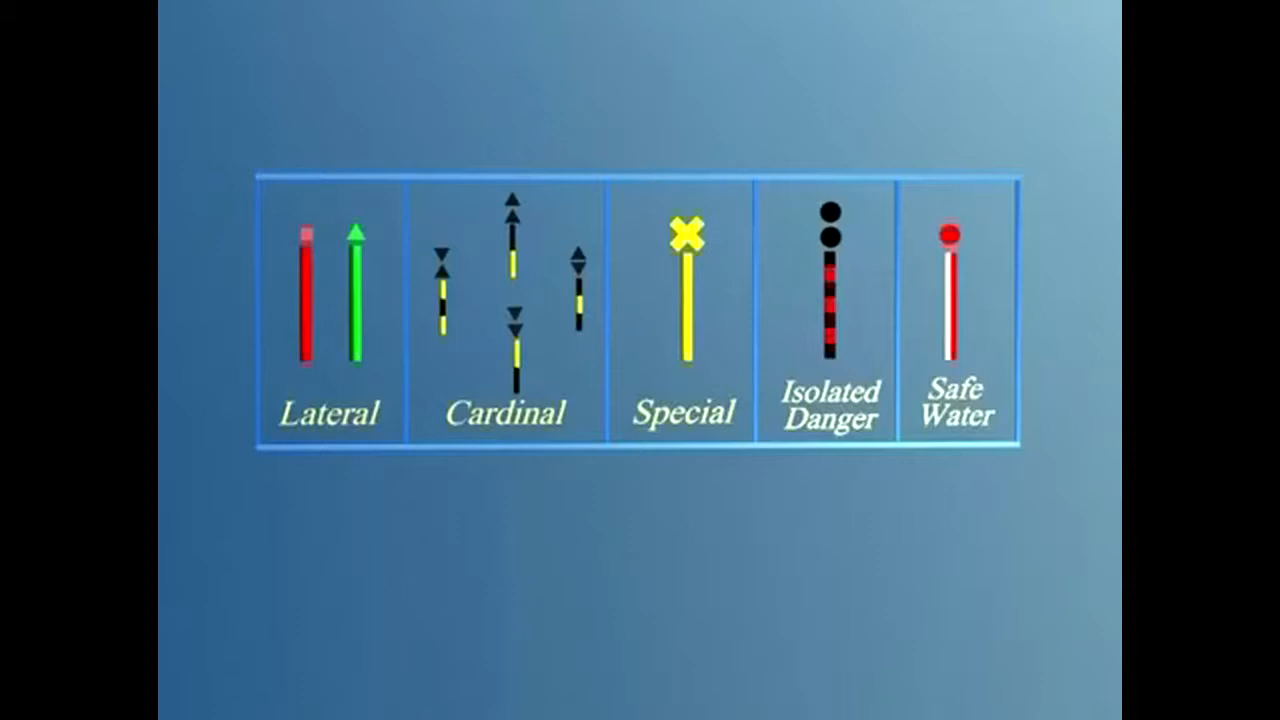 Lateral
Cardinal
Special
Isolated
Danger
Safe
Water